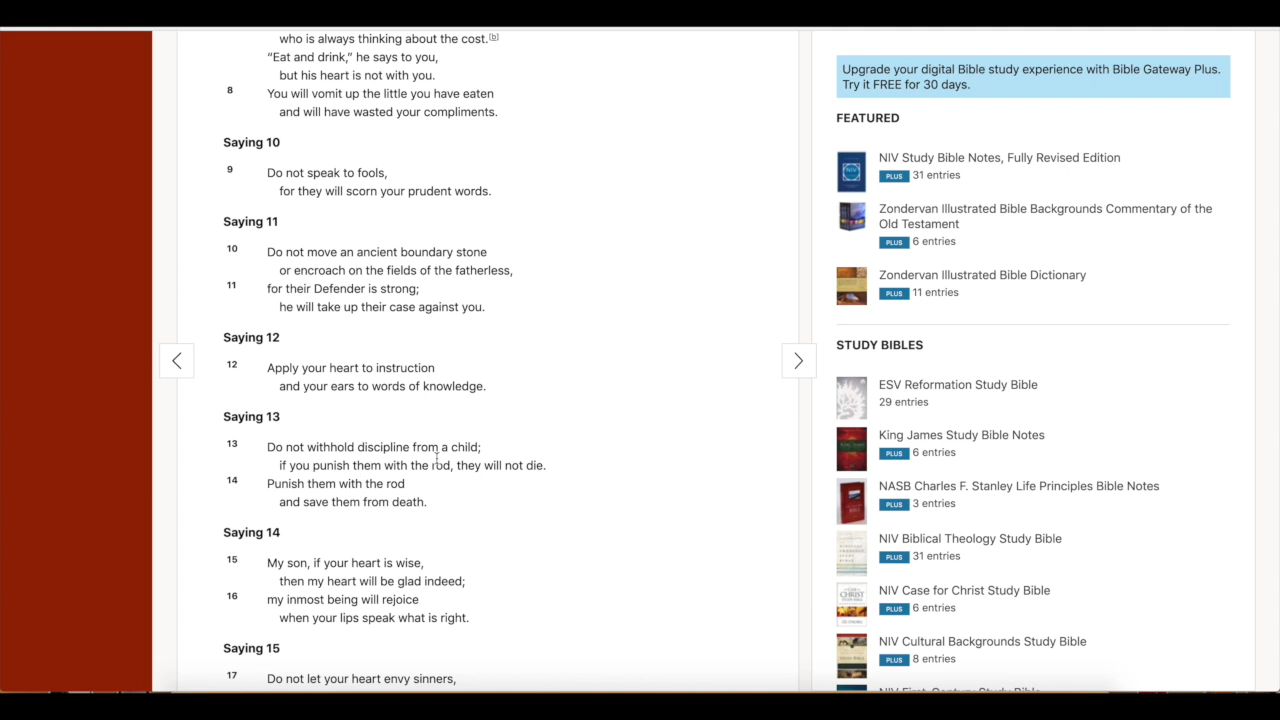 who is always thinking about the cost.[b]
“Eat and drink,” he says to you,
but his heart is not with you.
8 You will vomit up the little you have eaten
and will have wasted your compliments.
Saying 10
9 Do not speak to fools,
for they will scorn your prudent words.
Saying 11
10 Do not move an ancient boundary stone
or encroach on the fields of the fatherless,
11 for their Defender is strong;
he will take up their case against you.
Saying 12
12 Apply your heart to instruction
and your ears to words of knowledge.
Saying 13
13 Do not withhold discipline from a child;
if you punish them with the rod, they will not die.
14 Punish them with the rod
and save them from death.
Saying 14
15 My son, if your heart is wise,
then my heart will be glad indeed;
16 my inmost being will rejoice
when your lips speak what is right.
Saying 15
17 Do not let your heart envy sinners,
Upgrade your digital Bible study experience with Bible Gateway Plus.
Try it FREE for 30 days.
FEATURED
NIV Study Bible Notes, Fully Revised Edition
PLUS 31 entries
Zondervan Illustrated Bible Backgrounds Commentary of the
Old Testament
PLUS 6 entries
Zondervan Illustrated Bible Dictionary
PLUS 11 entries
STUDY BIBLES
ESV Reformation Study Bible
29 entries
King James Study Bible Notes
PLUS 6 entries
NASB Charles F. Stanley Life Principles Bible Notes
PLUS 3 entries
NIV Biblical Theology Study Bible
PLUS 31 entries
NIV Case for Christ Study Bible
PLUS 6 entries
NIV Cultural Backgrounds Study Bible
PLUS 8 entries
NIV First-Century Study Bible